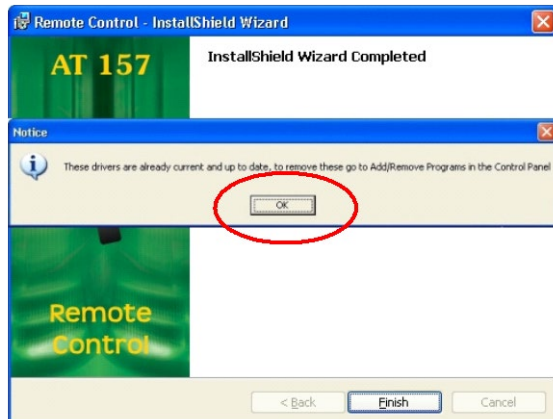 Remote Control - InstallShield Wizard
AT 157
InstallShield Wizard Completed
Notice
These drivers are already current and up to date, to remove these go to Add/Remove Programs in the Control Panel
OK
Remote
Control
< Back
Finish
Cancel